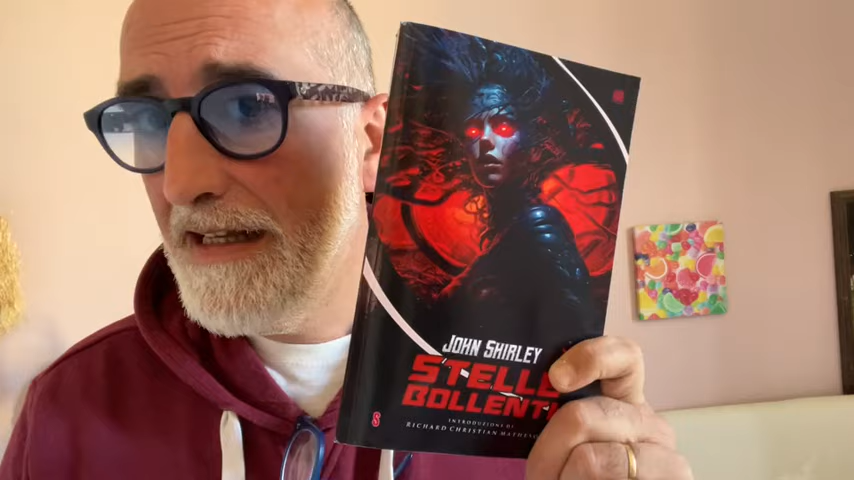 JOHN SHIRLEY
STELLE
BOLLENTI
INTRODUZIONE DI
RICHARD CHRISTIAN MATHESON
S